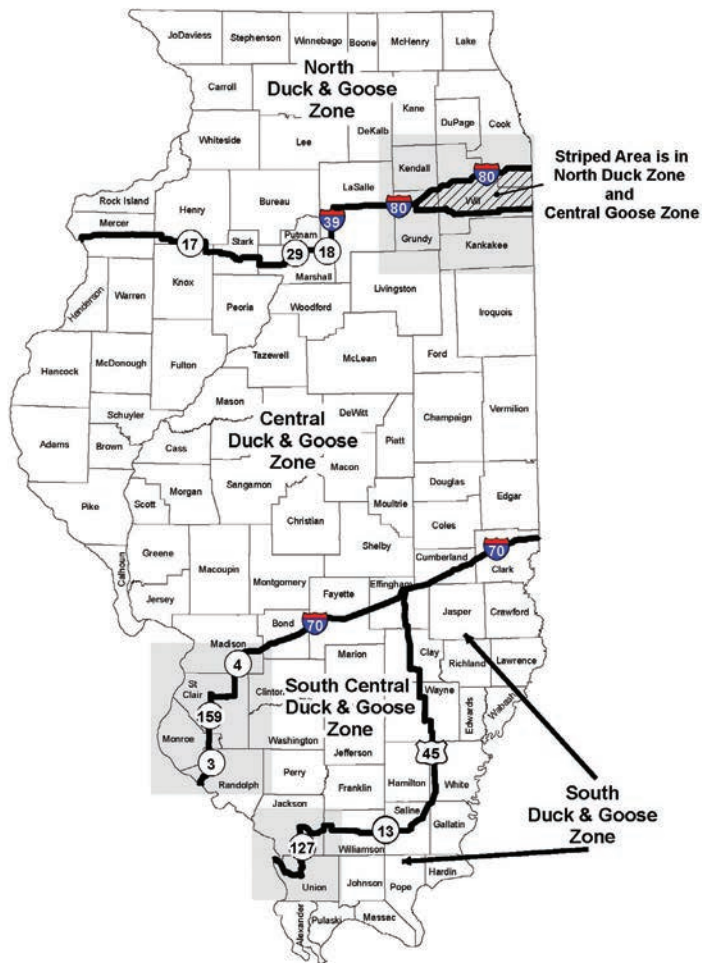 JoDaviess
Stephenson
Winnebago
Boone
McHenry
Lake
North
Duck & Goose
Zone
Carroll
Kane
DeKalb
DuPage
Cook
Whiteside
Lee
Kendall
80
Striped Area is in
North Duck Zone
and
Central Goose Zone
Rock Island
Mercer
Henry
Bureau
LaSalle
39
80
Will
Grundy
Kankakee
17
Stark
Putnam
29
18
Marshall
Henderson
Warren
Knox
Peoria
Woodford
Livingston
Iroquois
Hancock
McDonough
Fulton
Tazewell
McLean
Ford
Schuyler
Mason
DeWitt
Champaign
Vermilion
Central
Duck & Goose
Zone
Adams
Brown
Cass
Piatt
Macon
Pike
Scott
Morgan
Sangamon
Moultrie
Douglas
Edgar
Coles
Christian
Shelby
Calhoun
Greene
Macoupin
Montgomery
Cumberland
70
Clark
Jersey
Fayette
Effingham
Jasper
Crawford
Bond
70
Madison
4
Marion
Clay
Richland
Lawrence
St
Clair
Clinton
South Central
Duck & Goose
Zone
Wayne
Edwards
Wabash
159
Monroe
Washington
Jefferson
45
3
Randolph
Perry
Franklin
Hamilton
White
South
Duck & Goose
Zone
Jackson
13
Saline
Gallatin
127
Williamson
Union
Johnson
Pope
Hardin
Alexander
Pulaski
Massac